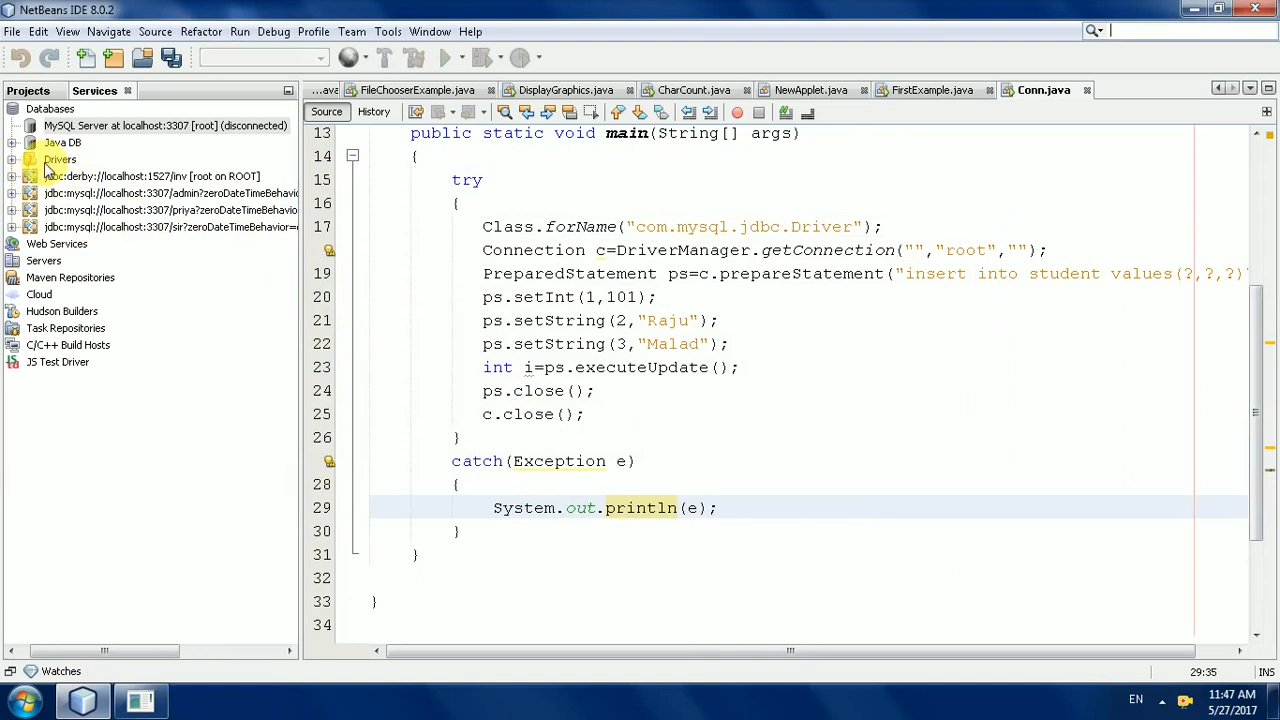 NetBeans IDE 8.0.2
File Edit View Navigate Source Refactor Run Debug Profile Team Tools Window Help
Projects Services
...ava FileChooserExample.java DisplayGraphics.java CharCount.java NewApplet.java FirstExample.java Conn.java
Source History
Databases
MySQL Server at localhost:3307 [root] (disconnected)
Java DB
Drivers
jdbc:derby://localhost:1527/inv [root on ROOT]
jdbc:mysql://localhost:3307/admin?zeroDateTimeBehavio
jdbc:mysql://localhost:3307/priya?zeroDateTimeBehavior
jdbc:mysql://localhost:3307/sir?zeroDateTimeBehavior=
Web Services
Servers
Maven Repositories
Cloud
Hudson Builders
Task Repositories
C/C++ Build Hosts
JS Test Driver
13 public static void main(String[] args)
14 {
15 try
16 {
17 Class.forName("com.mysql.jdbc.Driver");
Connection c=DriverManager.getConnection("","root","");
19 PreparedStatement ps=c.prepareStatement("insert into student values(?,?,?)
20 ps.setInt(1,101);
21 ps.setString(2,"Raju");
22 ps.setString(3,"Malad");
23 int i=ps.executeUpdate();
24 ps.close();
25 c.close();
26 }
catch(Exception e)
28 {
29 System.out.println(e);
30 }
31 }
32
33 }
34
Watches
29:35 INS
EN 11:47 AM
5/27/2017